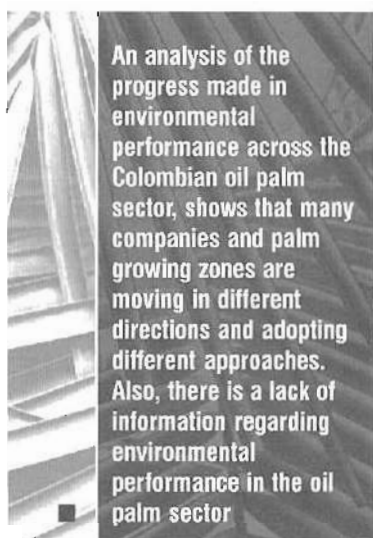 An analysis of the
progress made in
environmental
performance across the
Colombian oil palm
sector, shows that many
companies and palm
growing zones are
moving in different
directions and adopting
different approaches.
Also, there is a lack of
information regarding
environmental
performance in the oil
palm sector